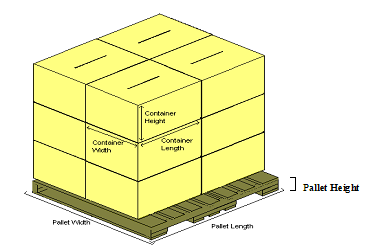 Container
Height
Container
Width
Container
Length
Pallet Height
Pallet Width
Pallet Length